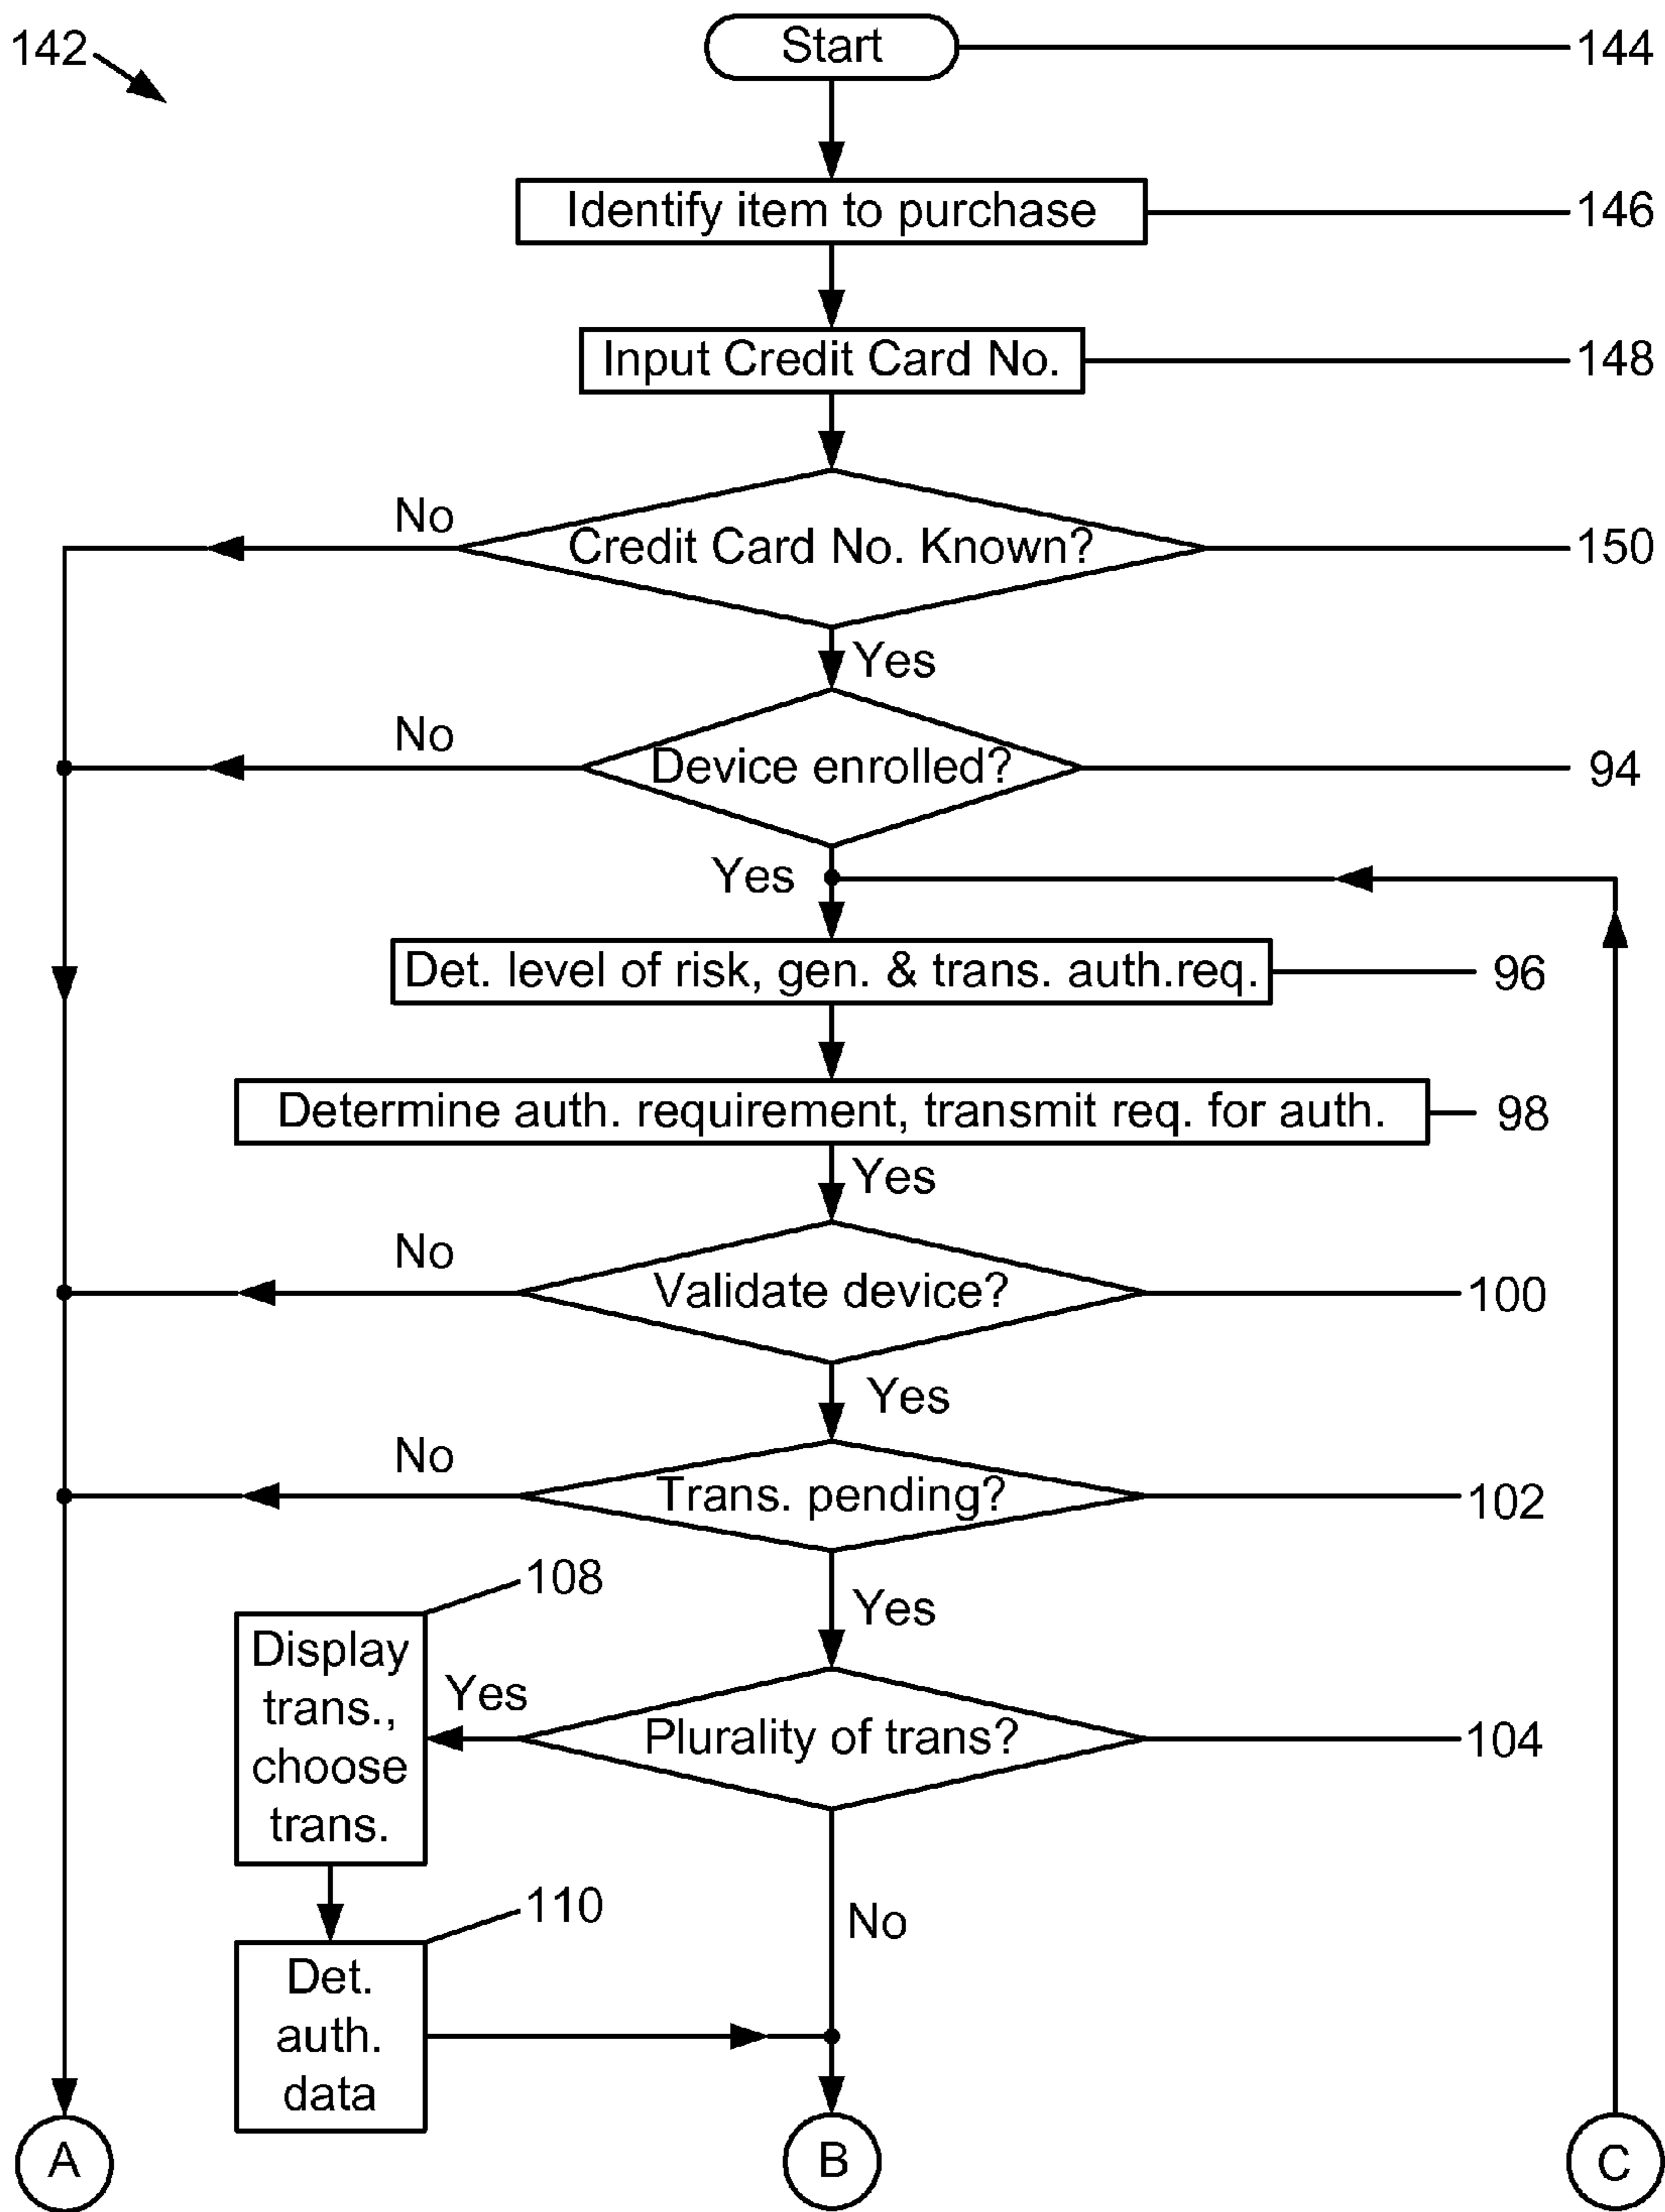 142
Start
144
Identify item to purchase
146
Input Credit Card No.
148
No
Credit Card No. Known?
150
Yes
No
Device enrolled?
94
Yes
Det. level of risk, gen. & trans. auth.req.
96
Determine auth. requirement, transmit req. for auth.
98
Yes
No
Validate device?
100
Yes
No
Trans. pending?
102
108
Yes
Display
trans.,
choose
trans.
Yes
Plurality of trans?
104
110
No
Det.
auth.
data
A
B
C